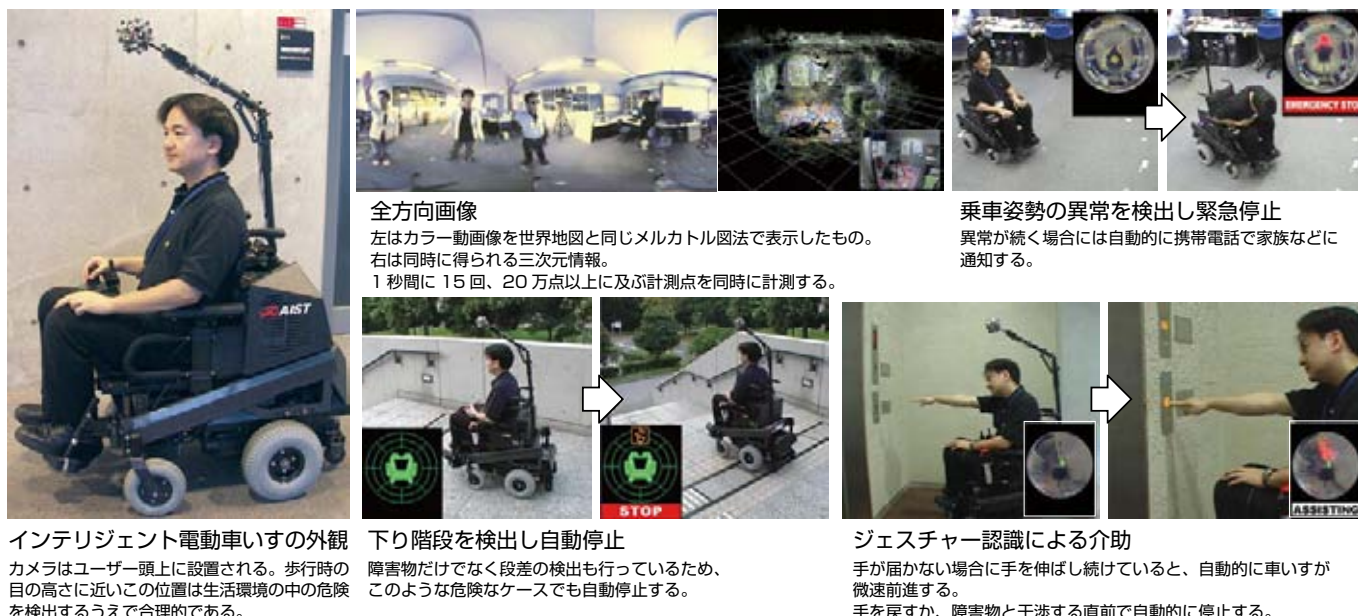 AIST
インテリジェント電動車いすの外観
カメラはユーザー頭上に設置される。歩行時の
目の高さに近いこの位置は生活環境の中の危険
を検出するうえで合理的である。
全方向画像
左はカラー動画像を世界地図と同じメルカトル図法で表示したもの。
右は同時に得られる三次元情報。
1 秒間に 15 回、20 万点以上に及ぶ計測点を同時に計測する。
EMERGENCY STO
乗車姿勢の異常を検出し緊急停止
異常が続く場合には自動的に携帯電話で家族などに
通知する。
STOP
下り階段を検出し自動停止
障害物だけでなく段差の検出も行っているため、
このような危険なケースでも自動停止する。
ASSISTING
ジェスチャー認識による介助
手が届かない場合に手を伸ばし続けていると、自動的に車いすが
微速前進する。
手を戻すか、障害物と干渉する直前で自動的に停止する。